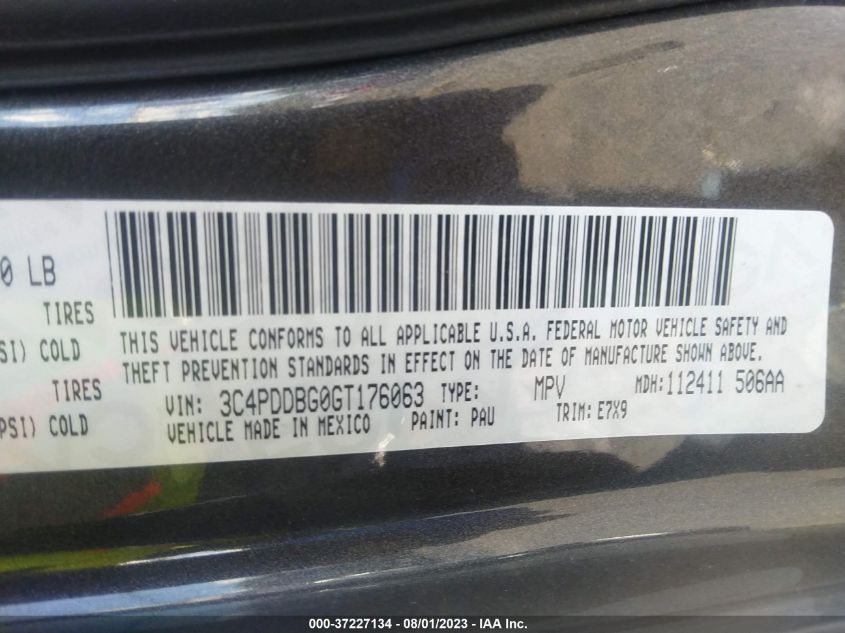 0 LB
TIRES
SI) COLD
TIRES
PSI) COLD
THIS VEHICLE CONFORMS TO ALL APPLICABLE U.S.A. FEDERAL MOTOR VEHICLE SAFETY AND
THEFT PREVENTION STANDARDS IN EFFECT ON THE DATE OF MANUFACTURE SHOWN ABOVE.
VIN: 3C4PDDBG0GT176063 TYPE: MPV MDH:112411 506AA
VEHICLE MADE IN MEXICO PAINT: PAU TRIM: E7X9
000-37227134 - 08/01/2023 - IAA Inc.